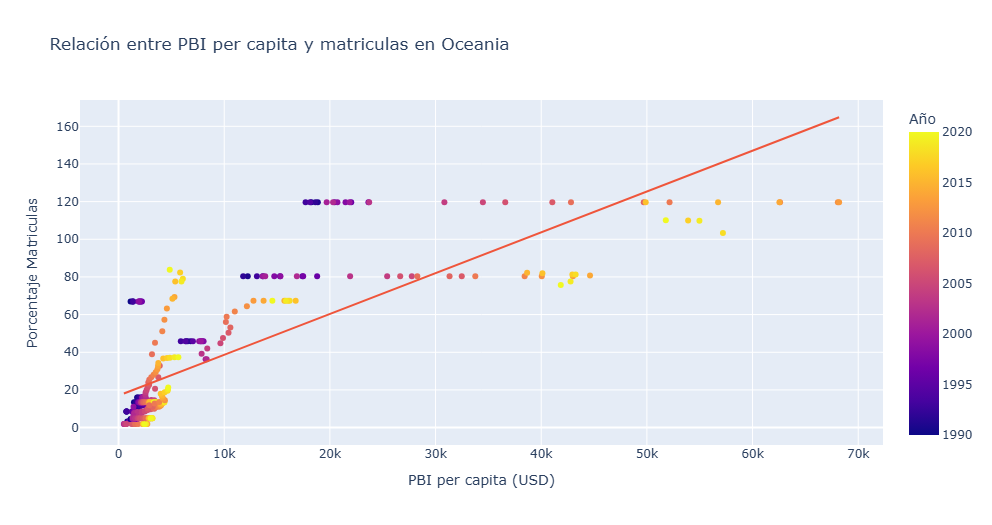 Relación entre PBI per capita y matriculas en Oceania
Año
160
140
120
100
80
60
40
20
0
Porcentaje Matriculas
0
10k
20k
30k
40k
50k
60k
70k
PBI per capita (USD)
2020
2015
2010
2005
2000
1995
1990